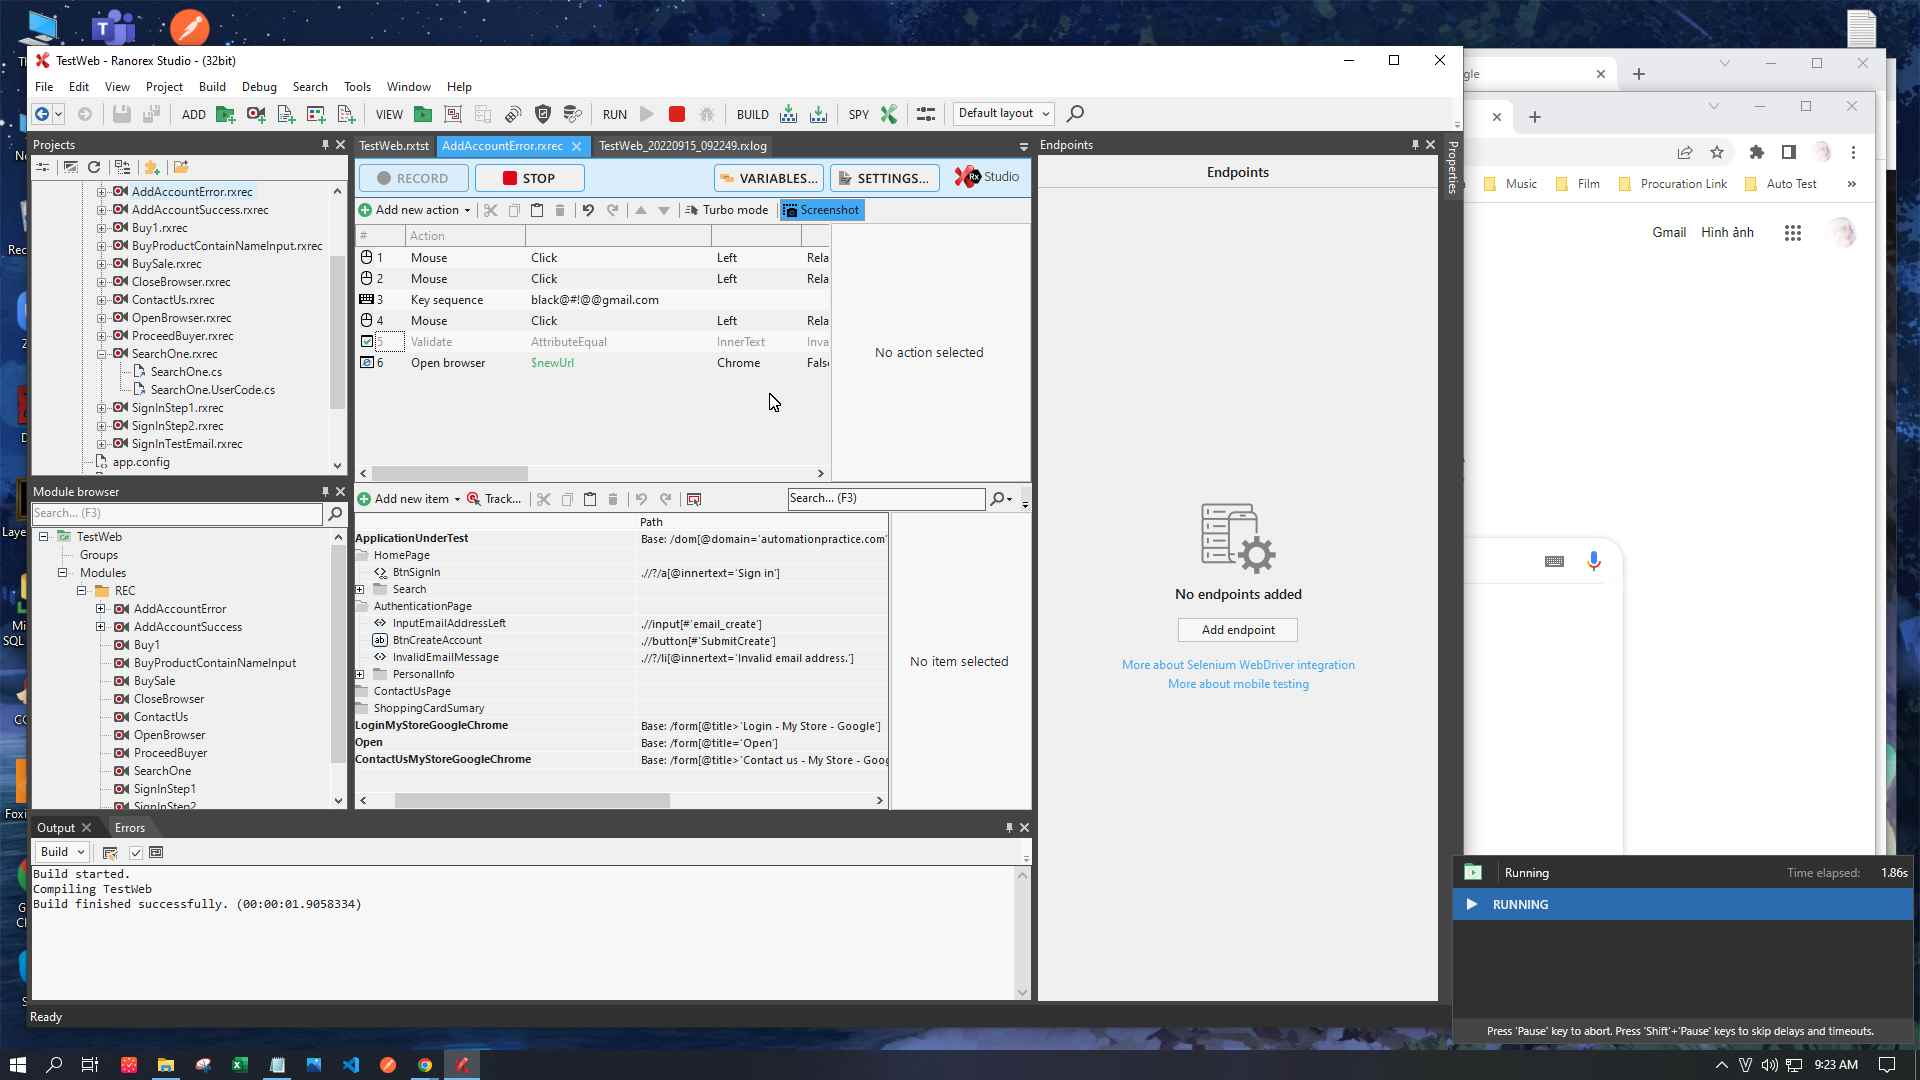 TestWeb - Ranorex Studio - (32bit)
File Edit View Project Build Debug Search Tools Window Help
ADD VIEW RUN BUILD SPY Default layout
Projects
AddAccountError.rxrec
AddAccountSuccess.rxrec
Buy1.rxrec
BuyProductContainNameInput.rxrec
BuySale.rxrec
CloseBrowser.rxrec
ContactUs.rxrec
OpenBrowser.rxrec
ProceedBuyer.rxrec
SearchOne.rxrec
SearchOne.cs
SearchOne.UserCode.cs
SignInStep1.rxrec
SignInStep2.rxrec
SignInTestEmail.rxrec
app.config
Module browser
Search... (F3)
TestWeb
Groups
Modules
REC
AddAccountError
AddAccountSuccess
Buy1
BuyProductContainNameInput
BuySale
CloseBrowser
ContactUs
OpenBrowser
ProceedBuyer
SearchOne
SignInStep1
SignInStep2
TestWeb.rxtst AddAccountError.rxrec TestWeb_20220915_092249.rxlog
RECORD STOP VARIABLES... SETTINGS... Rx Studio
Add new action Turbo mode Screenshot
# Action
1 Mouse Click Left Rela
2 Mouse Click Left Rela
3 Key sequence black@#!@@gmail.com
4 Mouse Click Left Rela
5 Validate AttributeEqual InnerText Inva
6 Open browser $newUrl Chrome False
No action selected
Add new item Track... Search... (F3)
Path
ApplicationUnderTest Base: /dom[@domain='automationpractice.com'
HomePage
BtnSignIn .//?/a[@innertext='Sign in']
Search
AuthenticationPage
InputEmailAddressLeft .//input[#'email_create']
BtnCreateAccount .//button[#'SubmitCreate']
InvalidEmailMessage .//?/li[@innertext='Invalid email address.']
PersonalInfo
ContactUsPage
ShoppingCardSumary
LoginMyStoreGoogleChrome Base: /form[@title>'Login - My Store - Google']
Open Base: /form[@title='Open']
ContactUsMyStoreGoogleChrome Base: /form[@title>'Contact us - My Store - Goog
No item selected
Output Errors
Build
Build started.
Compiling TestWeb
Build finished successfully. (00:00:01.9058334)
Ready
Endpoints
Endpoints
No endpoints added
Add endpoint
More about Selenium WebDriver integration
More about mobile testing
Properties
gle
Music Film Procuration Link Auto Test »
Gmail Hình ảnh
Running Time elapsed: 1.86s
RUNNING
Press 'Pause' key to abort. Press 'Shift'+'Pause' keys to skip delays and timeouts.
9:23 AM